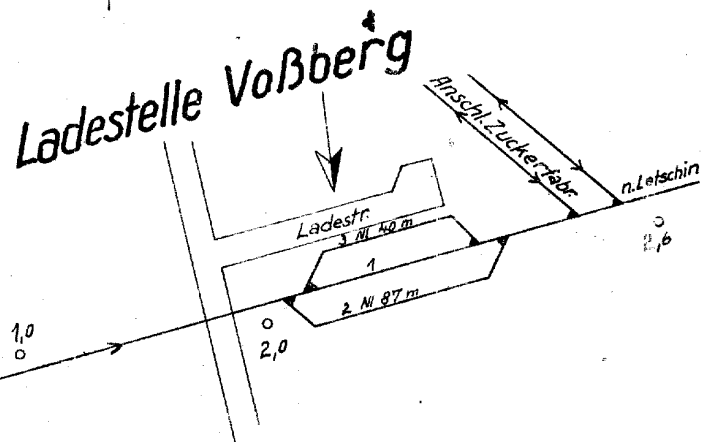 Ladestelle Voßberg
Anschl. Zuckerfabr.
n. Letschin
Ladestr.
3 Nl 40 m
1
2 Nl 87 m
1,0
2,0
2,6